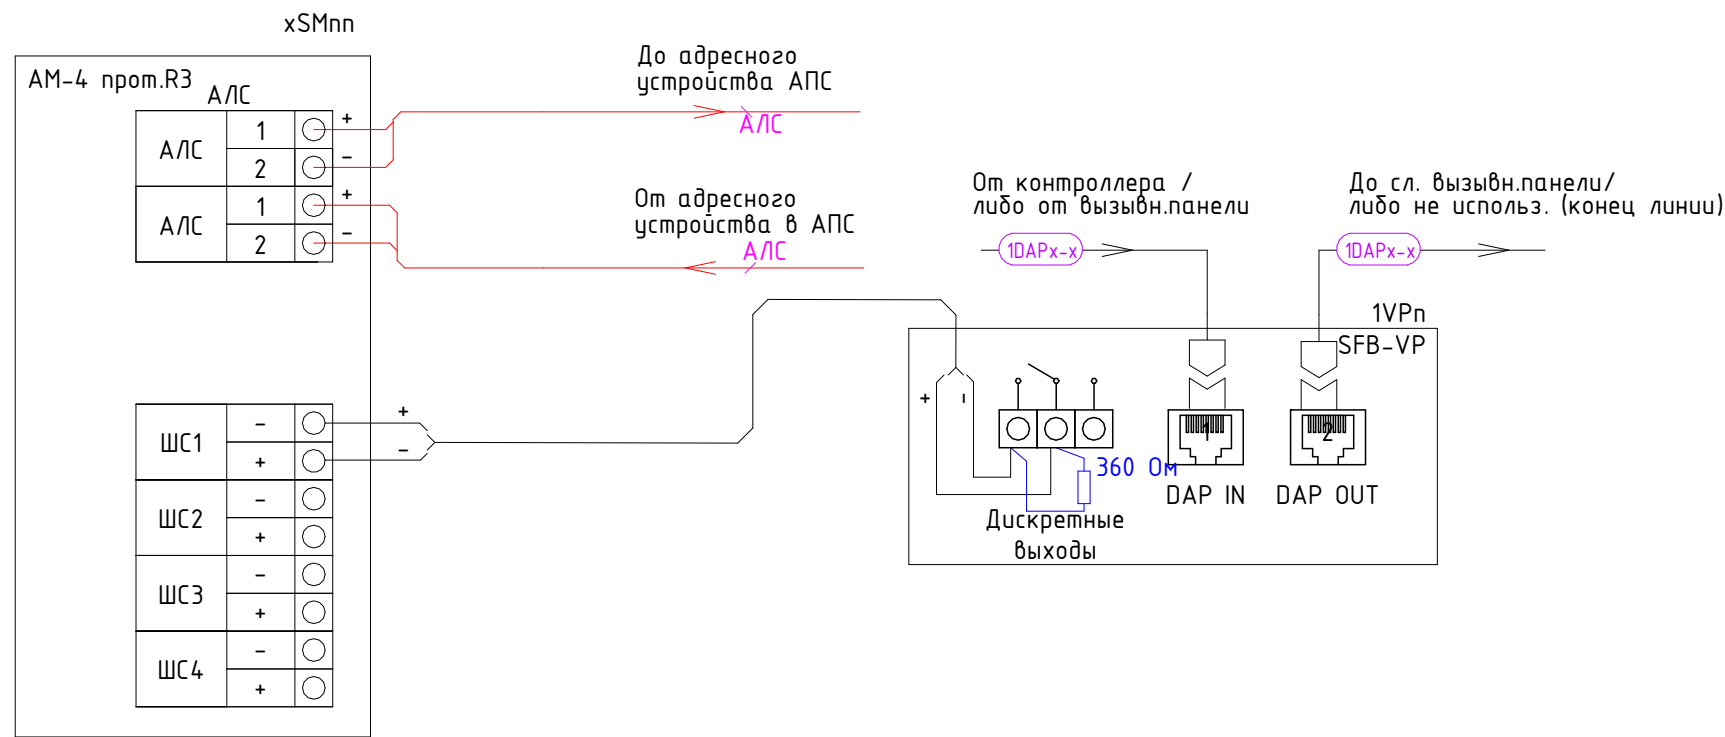 xSMnn
АМ-4 прот.R3
АЛС
АЛС
1
+
2
-
АЛС
1
+
2
-
До адресного
устройства АПС
АЛС
От адресного
устройства в АПС
АЛС
ШС1
-
+
+
-
ШС2
-
+
ШС3
-
+
ШС4
-
+
От контроллера /
либо от вызывн.панели
1DAPx-x
До сл. вызывн.панели/
либо не использ. (конец линии)
1DAPx-x
1VPn
SFB-VP
+
-
360 Ом
Дискретные
выходы
1
DAP IN
2
DAP OUT